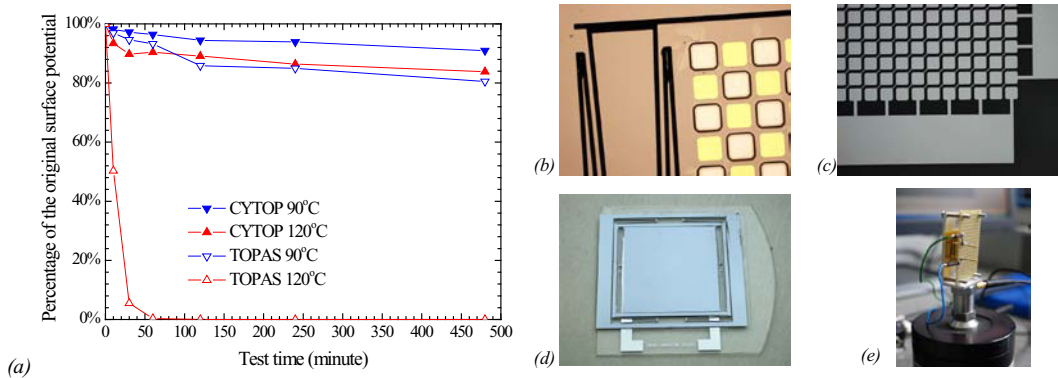 100%
80%
60%
40%
20%
0%
Percentage of the original surface potential
CYTOP 90°C
CYTOP 120°C
TOPAS 90°C
TOPAS 120°C
0 50 100 150 200 250 300 350 400 450 500
Test time (minute)
(a)
(b)
(c)
(d)
(e)